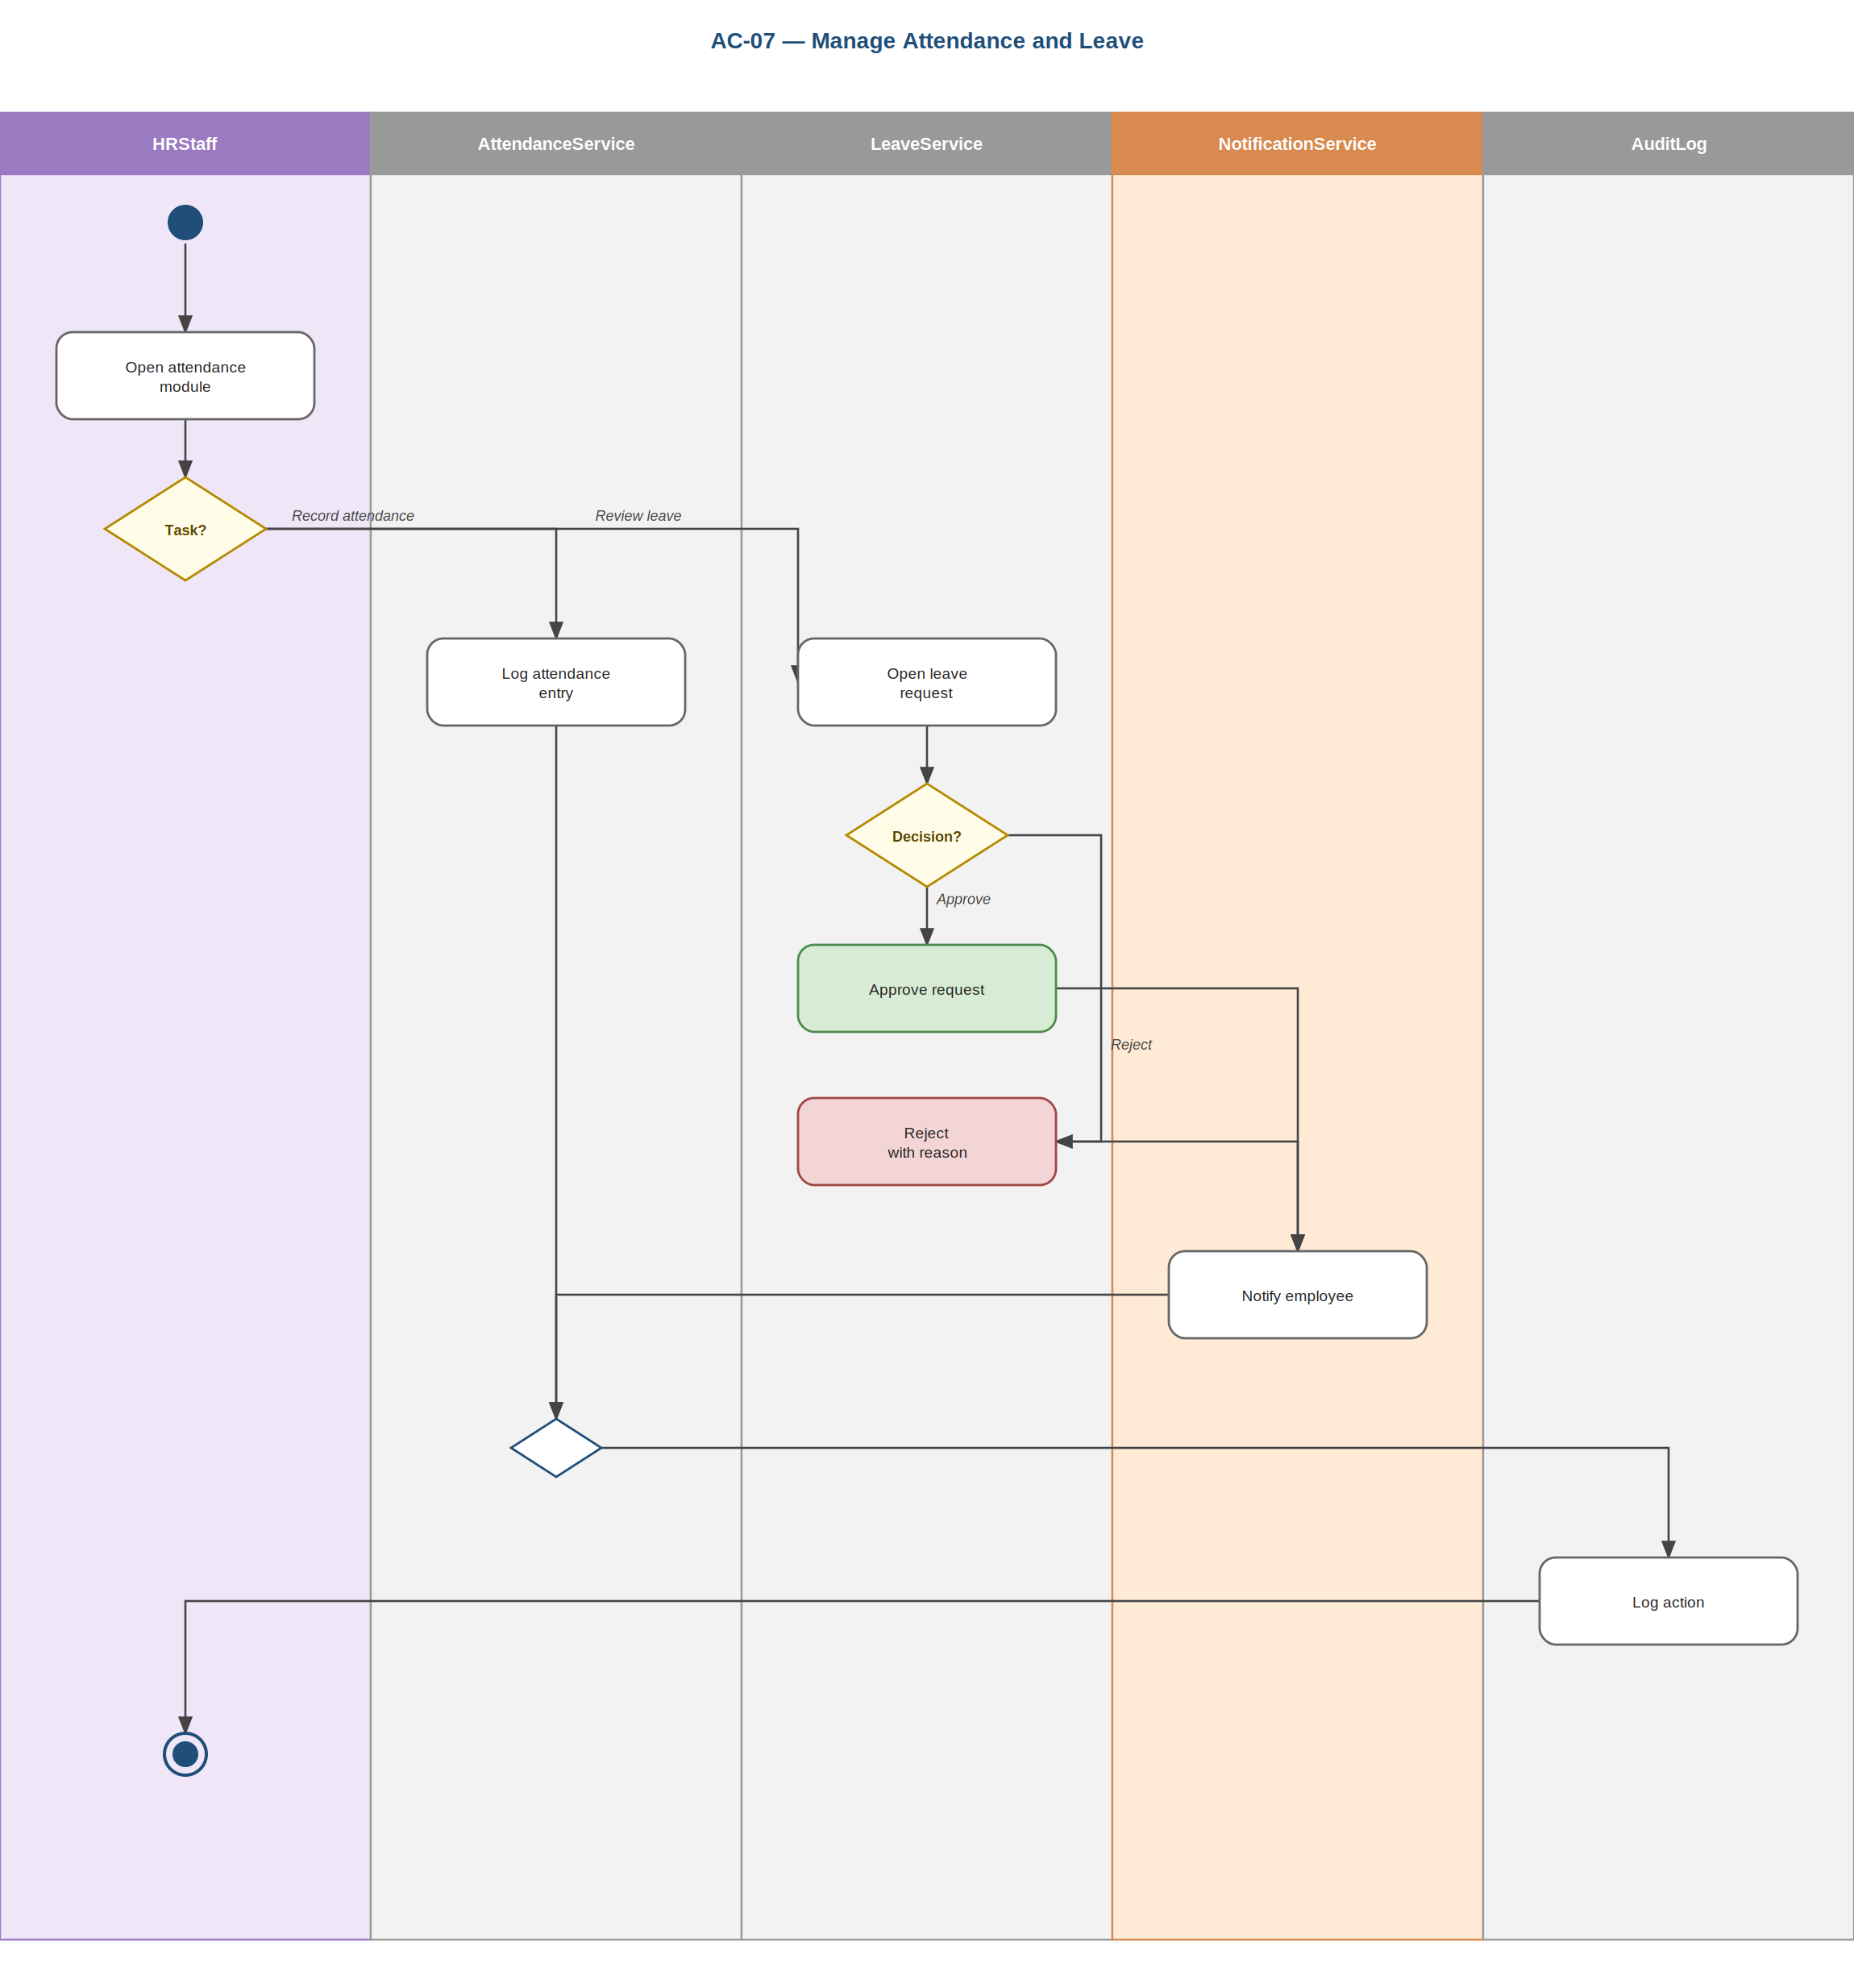 AC-07 — Manage Attendance and Leave
HRStaff
AttendanceService
LeaveService
NotificationService
AuditLog
Open attendance
module
Task?
Record attendance
Review leave
Log attendance
entry
Open leave
request
Decision?
Approve
Approve request
Reject
Reject
with reason
Notify employee
Log action